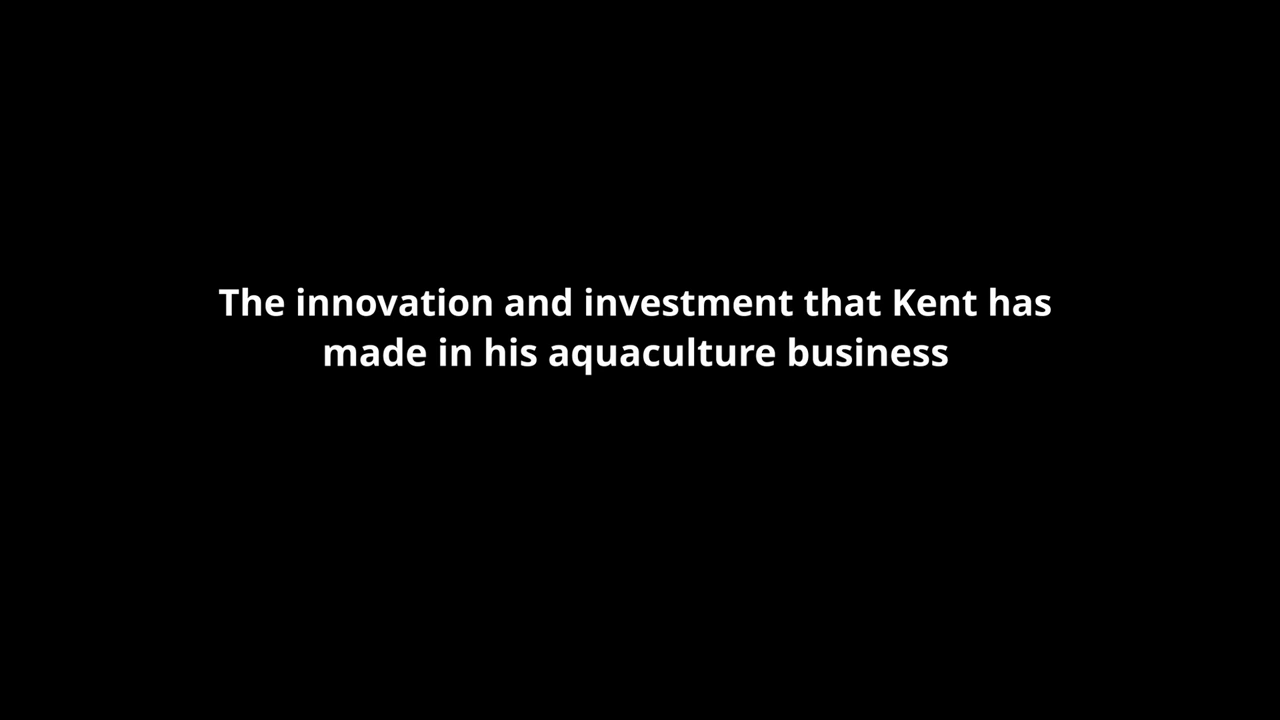 The innovation and investment that Kent has
made in his aquaculture business